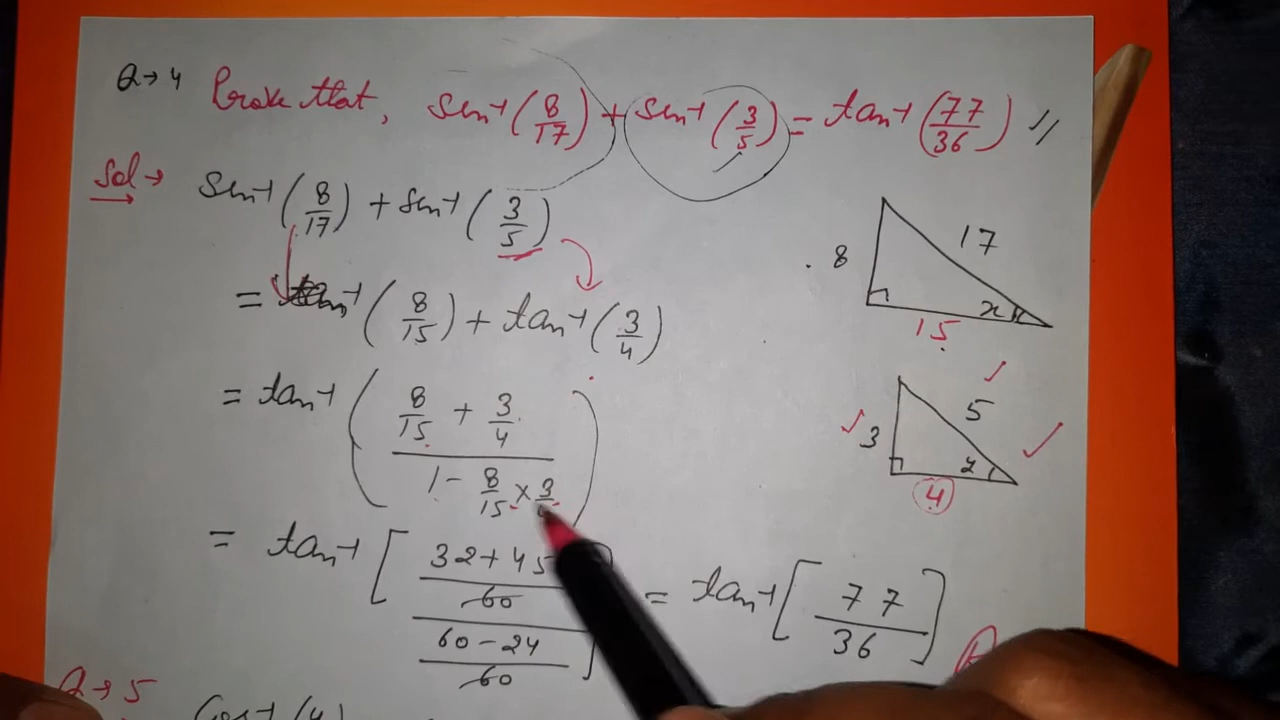 Q→4 Prove that, sin⁻¹(8/17) + sin⁻¹(3/5) = tan⁻¹(77/36) //
Sol→ sin⁻¹(8/17) + sin⁻¹(3/5)
= tan⁻¹(8/15) + tan⁻¹(3/4)
= tan⁻¹((8/15 + 3/4)/(1 - 8/15 × 3/
= tan⁻¹[((32+45)/60)/((60-24)/60)] = tan⁻¹[77/36]
Q→5
Cos⁻¹(4
8
17
15
x
3
5
4